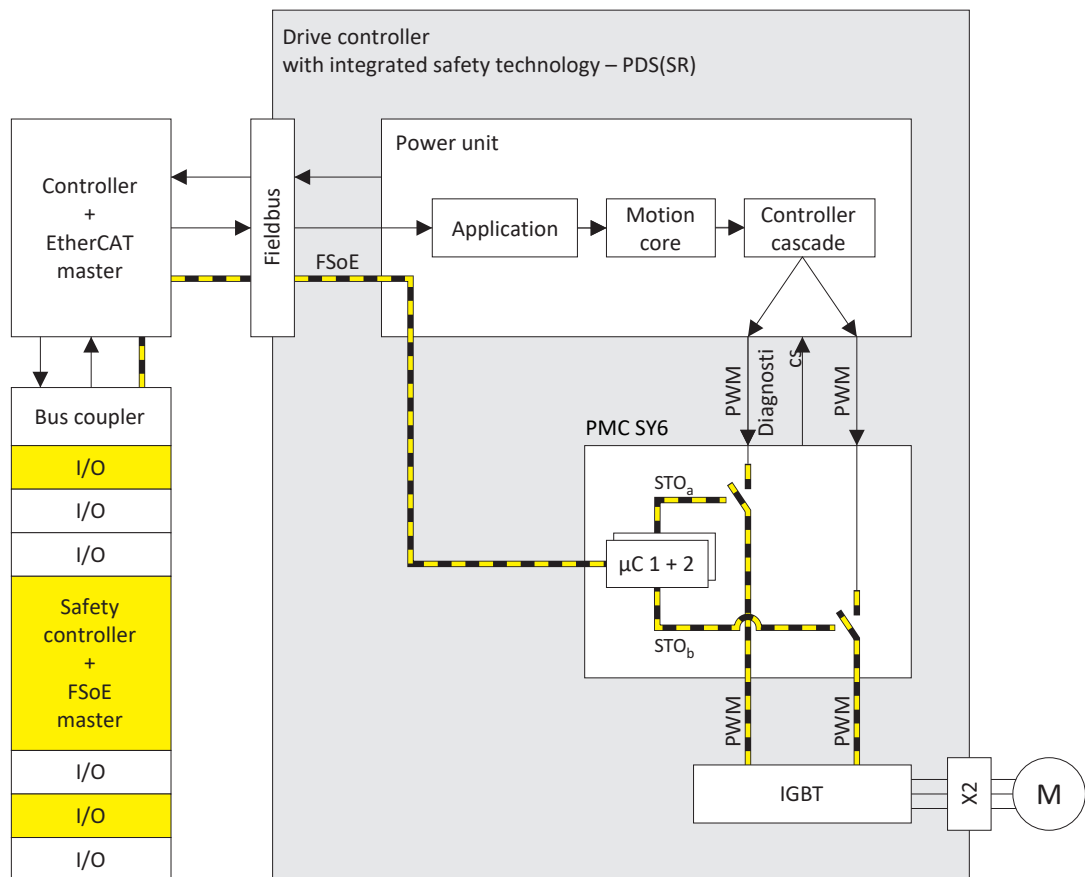 Drive controller
with integrated safety technology – PDS(SR)
Controller
+
EtherCAT
master
Fieldbus
Power unit
Application
Motion
core
Controller
cascade
FSoE
PWM
Diagnosti
cs
PWM
Bus coupler
I/O
I/O
I/O
Safety
controller
+
FSoE
master
I/O
I/O
I/O
PMC SY6
STOa
µC 1 + 2
STOb
PWM
PWM
IGBT
X2
M